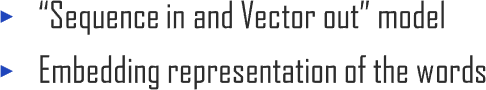 ► “Sequence in and Vector out” model
► Embedding representation of the words